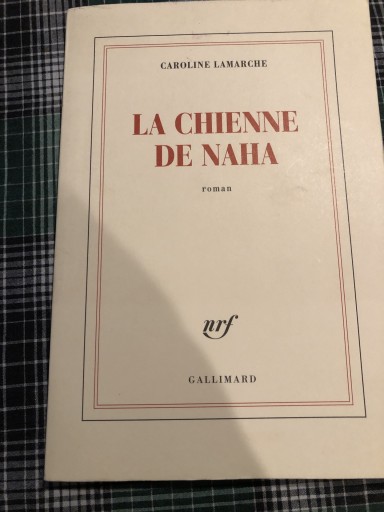 CAROLINE LAMARCHE
LA CHIENNE
DE NAHA
roman
nrf
GALLIMARD